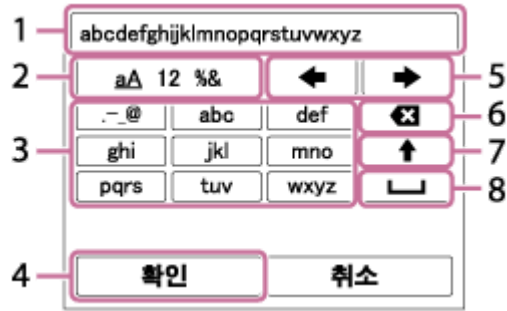 1 abcdefghijklmnopqrstuvwxyz
2 aA 12 %& 5
.-_@ abc def 6
3 ghi jkl mno 7
pqrs tuv wxyz 8
4 확인 취소